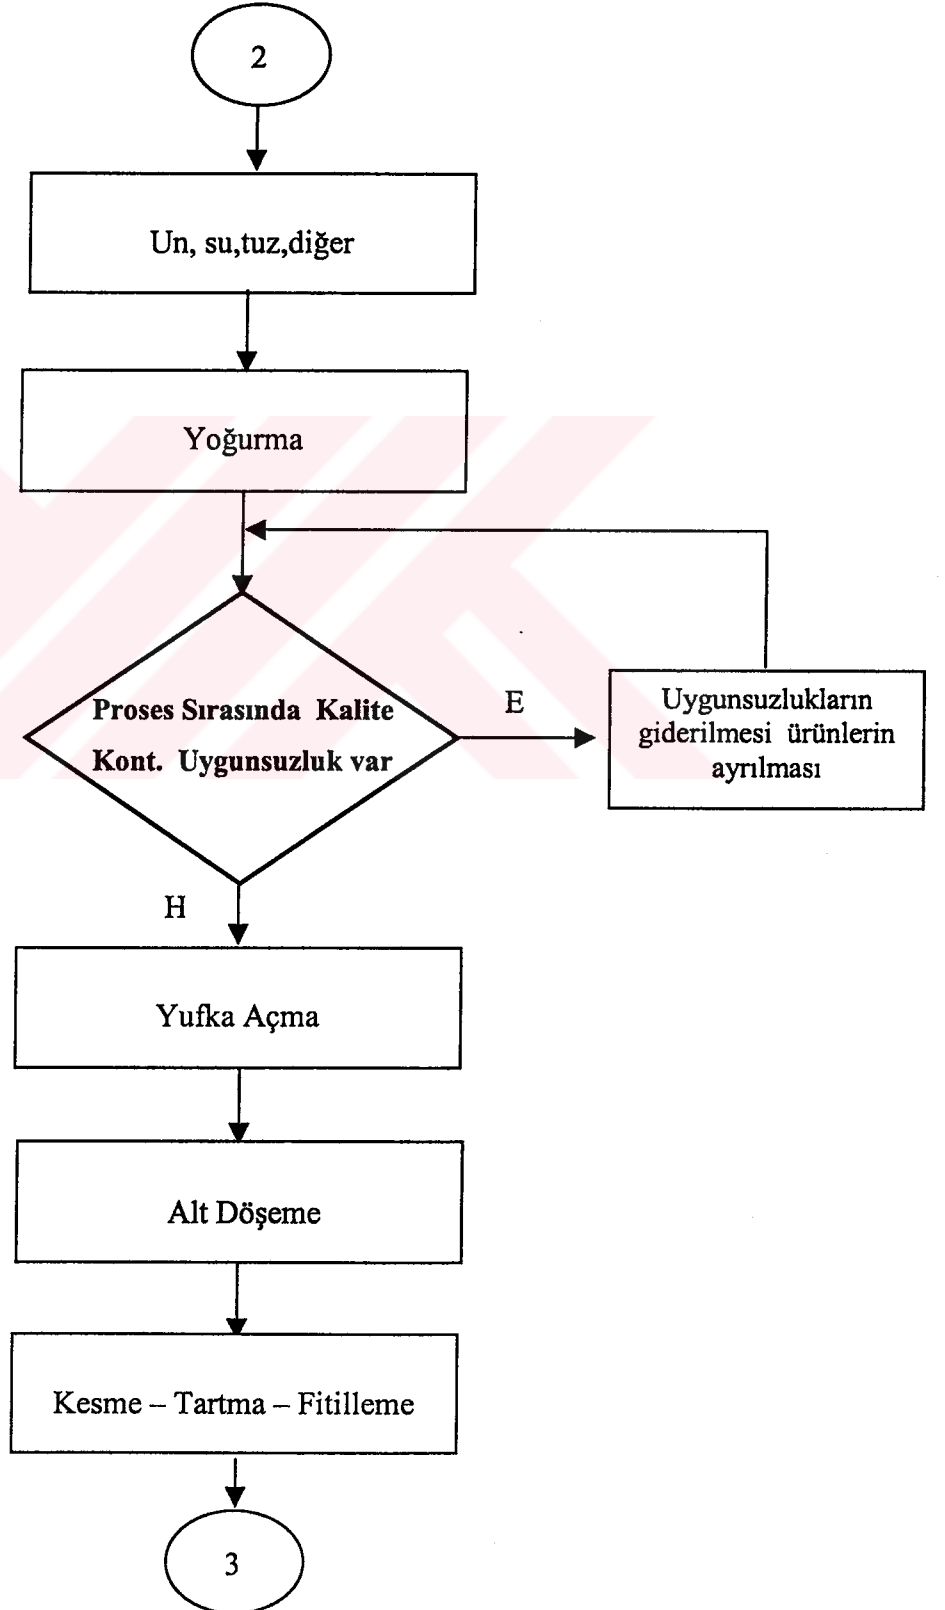 2
Un, su,tuz,diğer
Yoğurma
Proses Sırasında Kalite
Kont. Uygunsuzluk var
E
Uygunsuzlukların
giderilmesi ürünlerin
ayrılması
H
Yufka Açma
Alt Döşeme
Kesme – Tartma – Fitilleme
3